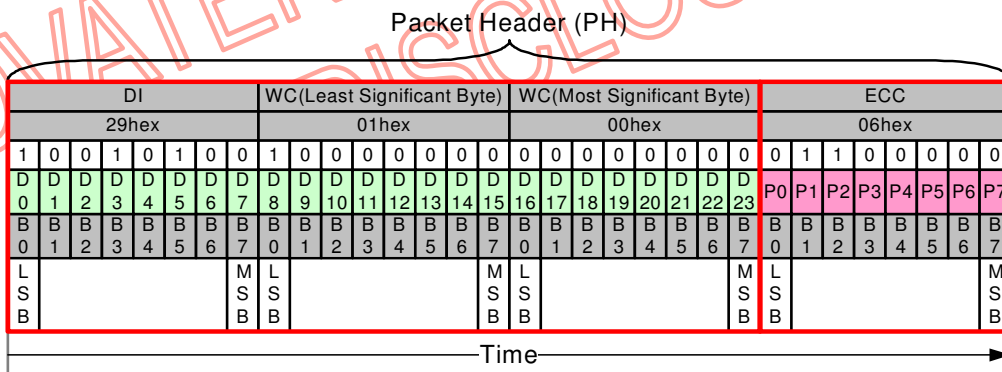 Packet Header (PH)
DI WC(Least Significant Byte) WC(Most Significant Byte) ECC
29hex 01hex 00hex 06hex
1 0 0 1 0 1 0 0 1 0 0 0 0 0 0 0 0 0 0 0 0 0 0 0 0 1 1 0 0 0 0 0
D0 D1 D2 D3 D4 D5 D6 D7 D8 D9 D10 D11 D12 D13 D14 D15 D16 D17 D18 D19 D20 D21 D22 D23 P0 P1 P2 P3 P4 P5 P6 P7
B0 B1 B2 B3 B4 B5 B6 B7 B0 B1 B2 B3 B4 B5 B6 B7 B0 B1 B2 B3 B4 B5 B6 B7 B0 B1 B2 B3 B4 B5 B6 B7
LSB MSB LSB MSB LSB MSB LSB MSB
Time